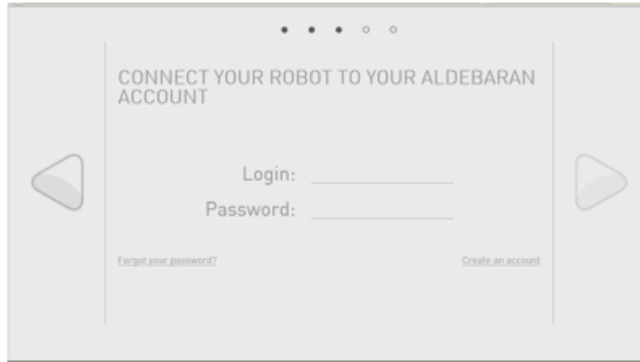 CONNECT YOUR ROBOT TO YOUR ALDEBARAN
ACCOUNT
Login:
Password:
Forgot your password?
Create an account